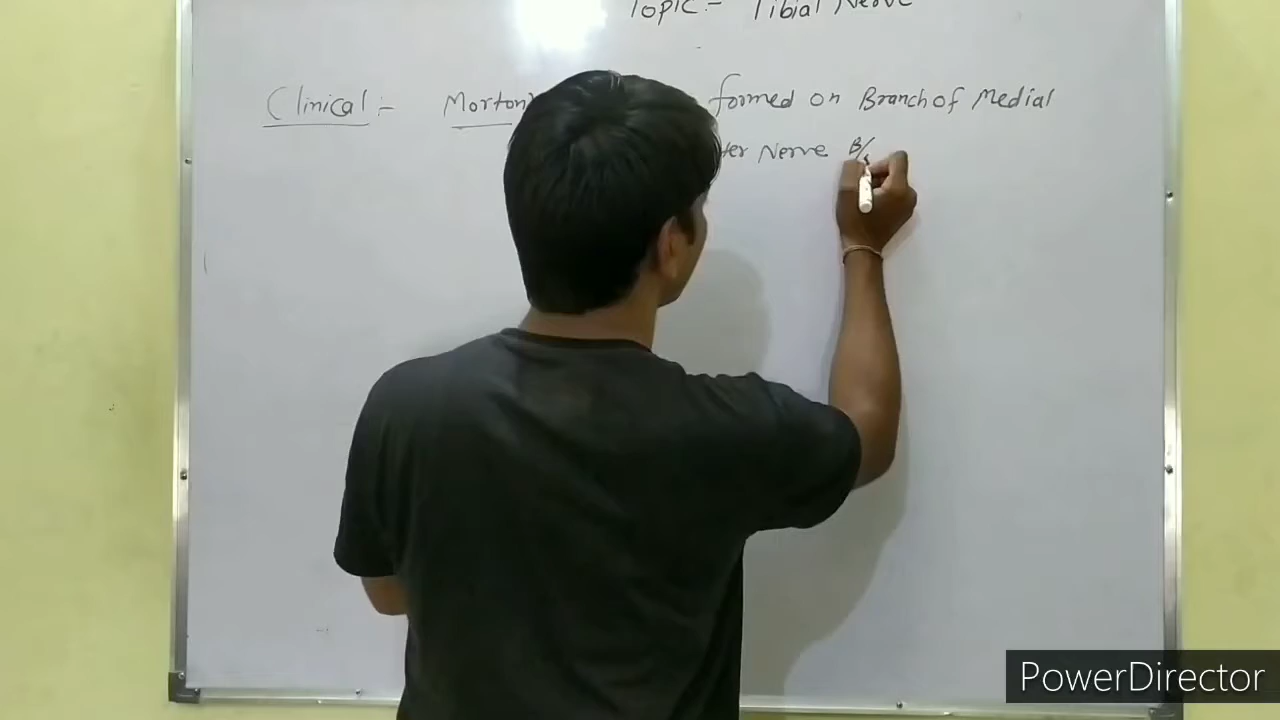 Topic:- Tibial Nerve
Clinical:- Morton formed on Branch of Medial
Nerve B/
PowerDirector